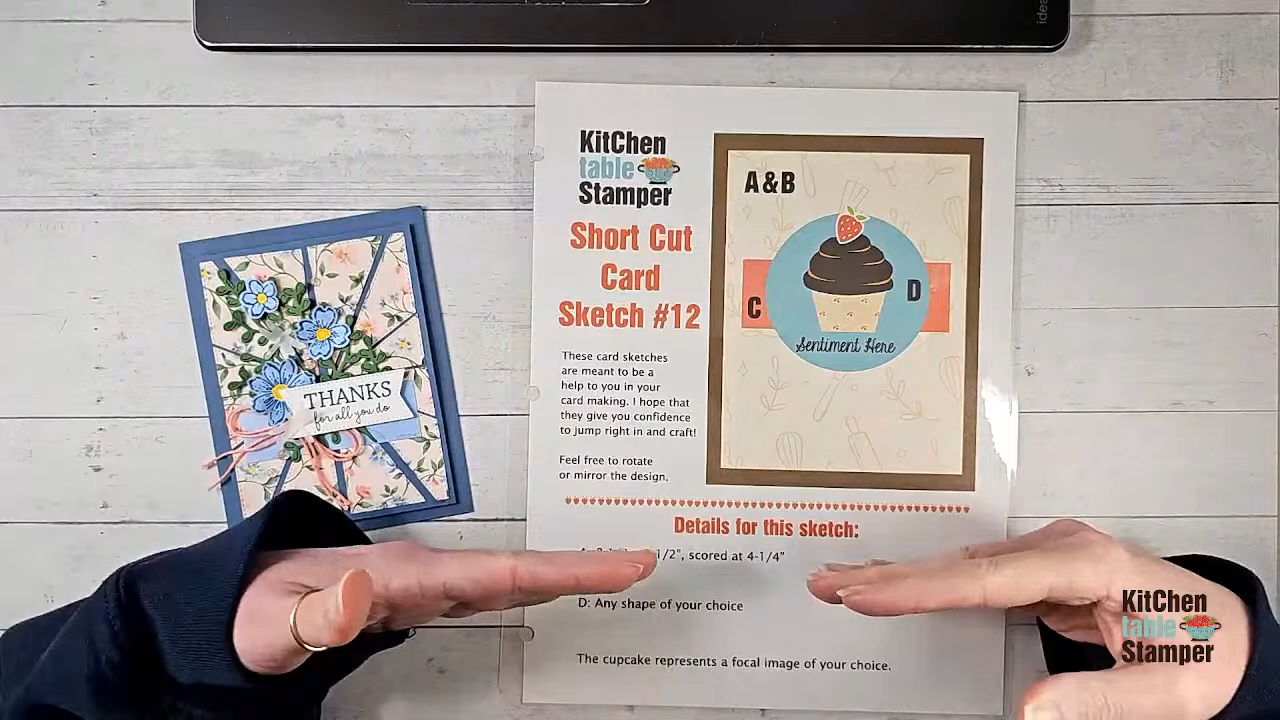 idea
KitChen
table
Stamper
Short Cut
Card
Sketch #12
These card sketches
are meant to be a
help to you in your
card making. I hope that
they give you confidence
to jump right in and craft!
Feel free to rotate
or mirror the design.
A&B
C
D
Sentiment Here
THANKS
for all you do
Details for this sketch:
1/2", scored at 4-1/4"
D: Any shape of your choice
The cupcake represents a focal image of your choice.
KitChen
table
Stamper